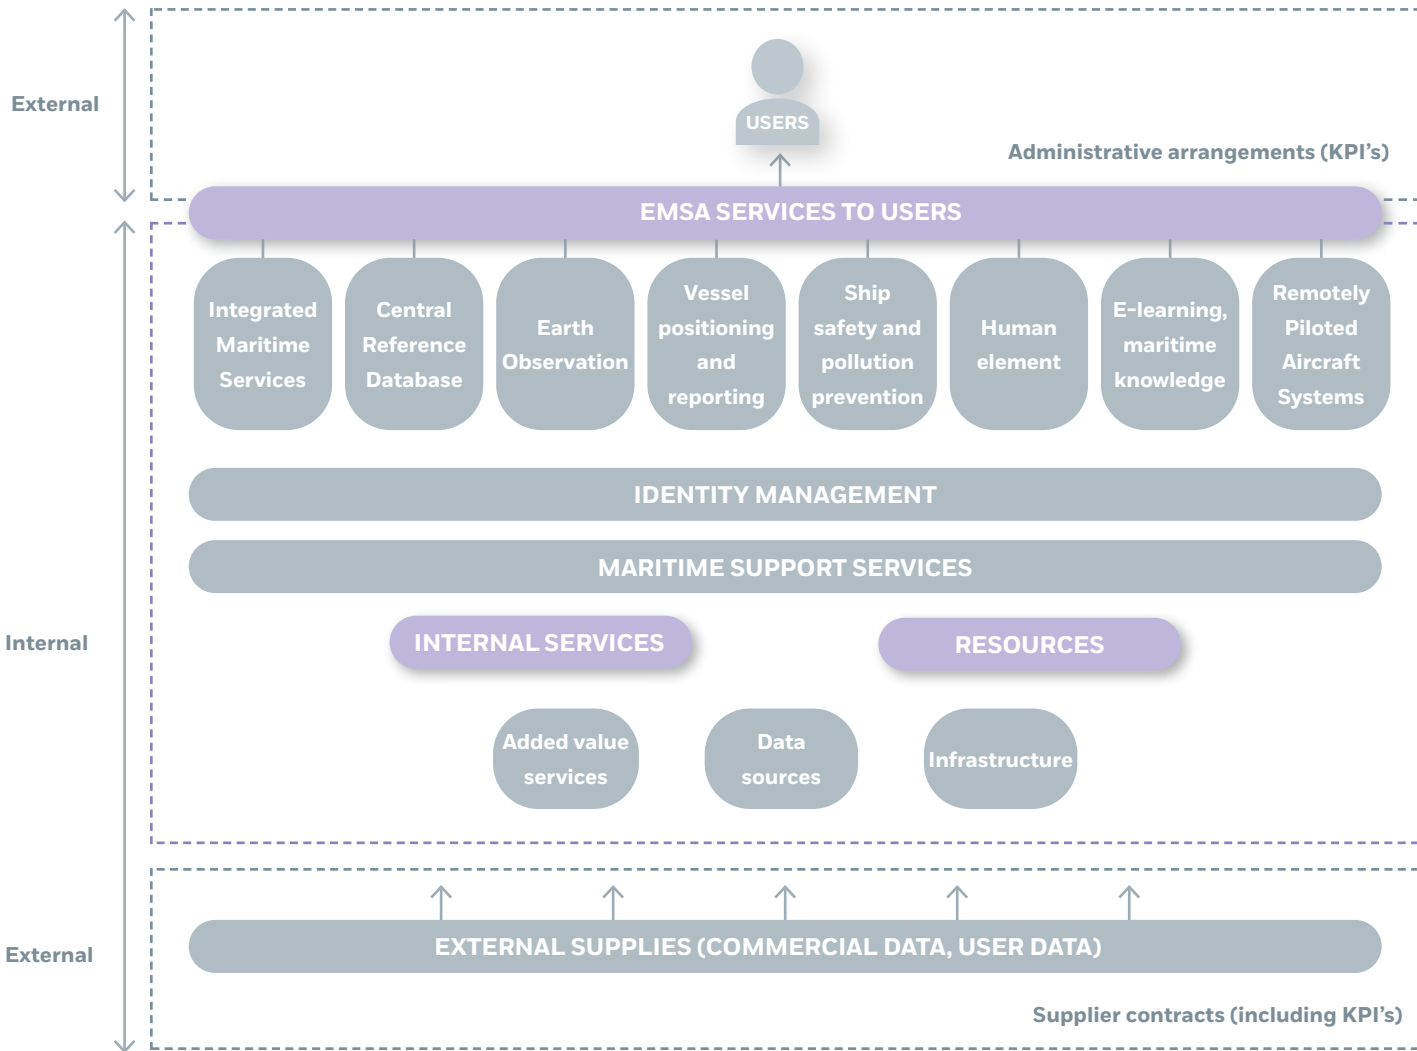 External
USERS
Administrative arrangements (KPI's)
EMSA SERVICES TO USERS
Integrated
Maritime
Services
Central
Reference
Database
Earth
Observation
Vessel
positioning
and
reporting
Ship
safety and
pollution
prevention
Human
element
E-learning,
maritime
knowledge
Remotely
Piloted
Aircraft
Systems
IDENTITY MANAGEMENT
MARITIME SUPPORT SERVICES
Internal
INTERNAL SERVICES
RESOURCES
Added value
services
Data
sources
Infrastructure
External
EXTERNAL SUPPLIES (COMMERCIAL DATA, USER DATA)
Supplier contracts (including KPI's)